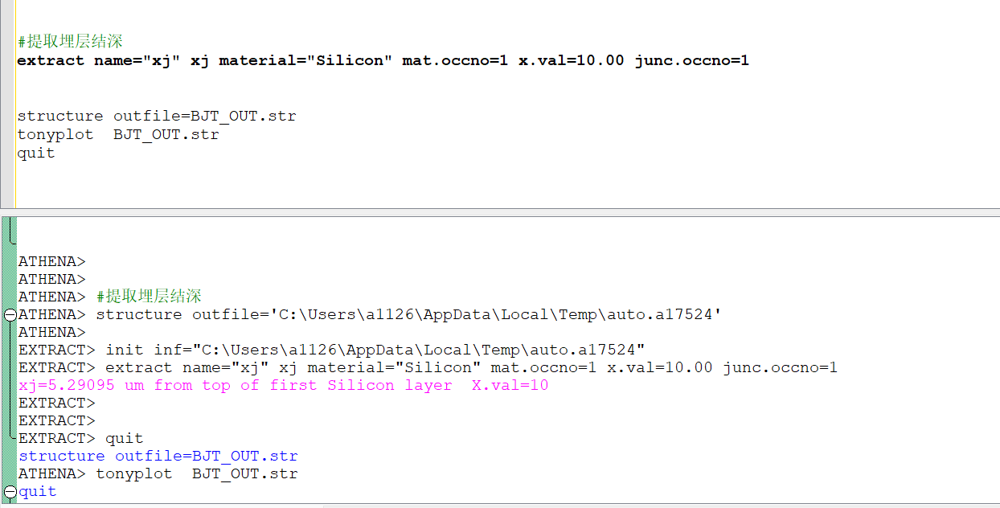 #提取埋层结深
extract name="xj" xj material="Silicon" mat.occno=1 x.val=10.00 junc.occno=1
structure outfile=BJT_OUT.str
tonyplot  BJT_OUT.str
quit
ATHENA>
ATHENA>
ATHENA> #提取埋层结深
ATHENA> structure outfile='C:\Users\a1126\AppData\Local\Temp\auto.a17524'
ATHENA>
EXTRACT> init inf="C:\Users\a1126\AppData\Local\Temp\auto.a17524"
EXTRACT> extract name="xj" xj material="Silicon" mat.occno=1 x.val=10.00 junc.occno=1
xj=5.29095 um from top of first Silicon layer  X.val=10
EXTRACT>
EXTRACT>
EXTRACT> quit
structure outfile=BJT_OUT.str
ATHENA> tonyplot  BJT_OUT.str
quit